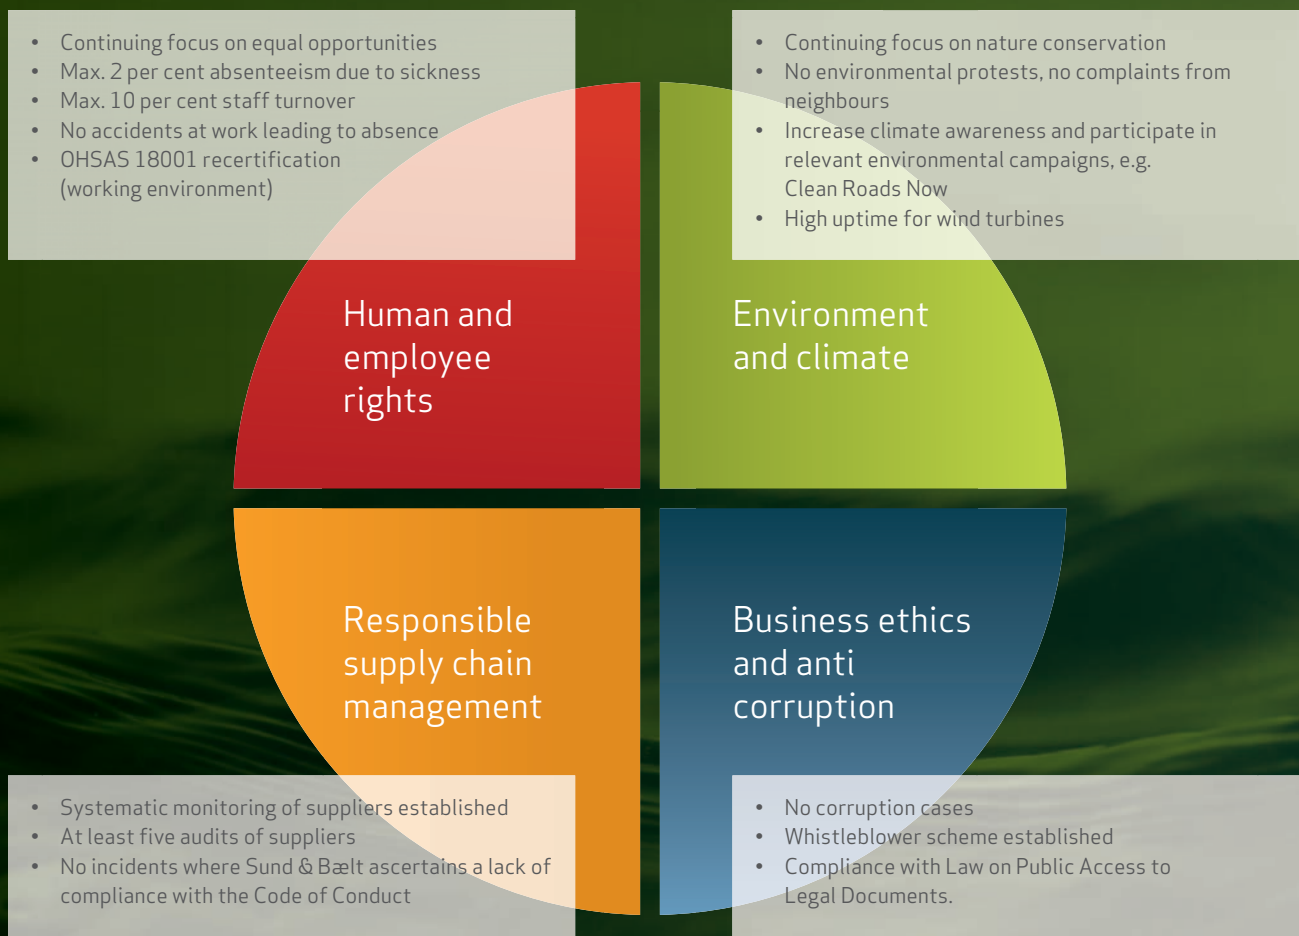 • Continuing focus on equal opportunities
• Max. 2 per cent absenteeism due to sickness
• Max. 10 per cent staff turnover
• No accidents at work leading to absence
• OHSAS 18001 recertification
(working environment)
• Continuing focus on nature conservation
• No environmental protests, no complaints from
neighbours
• Increase climate awareness and participate in
relevant environmental campaigns, e.g.
Clean Roads Now
• High uptime for wind turbines
Human and
employee
rights
Environment
and climate
Responsible
supply chain
management
Business ethics
and anti
corruption
• Systematic monitoring of suppliers established
• At least five audits of suppliers
• No incidents where Sund & Bælt ascertains a lack of
compliance with the Code of Conduct
• No corruption cases
• Whistleblower scheme established
• Compliance with Law on Public Access to
Legal Documents.